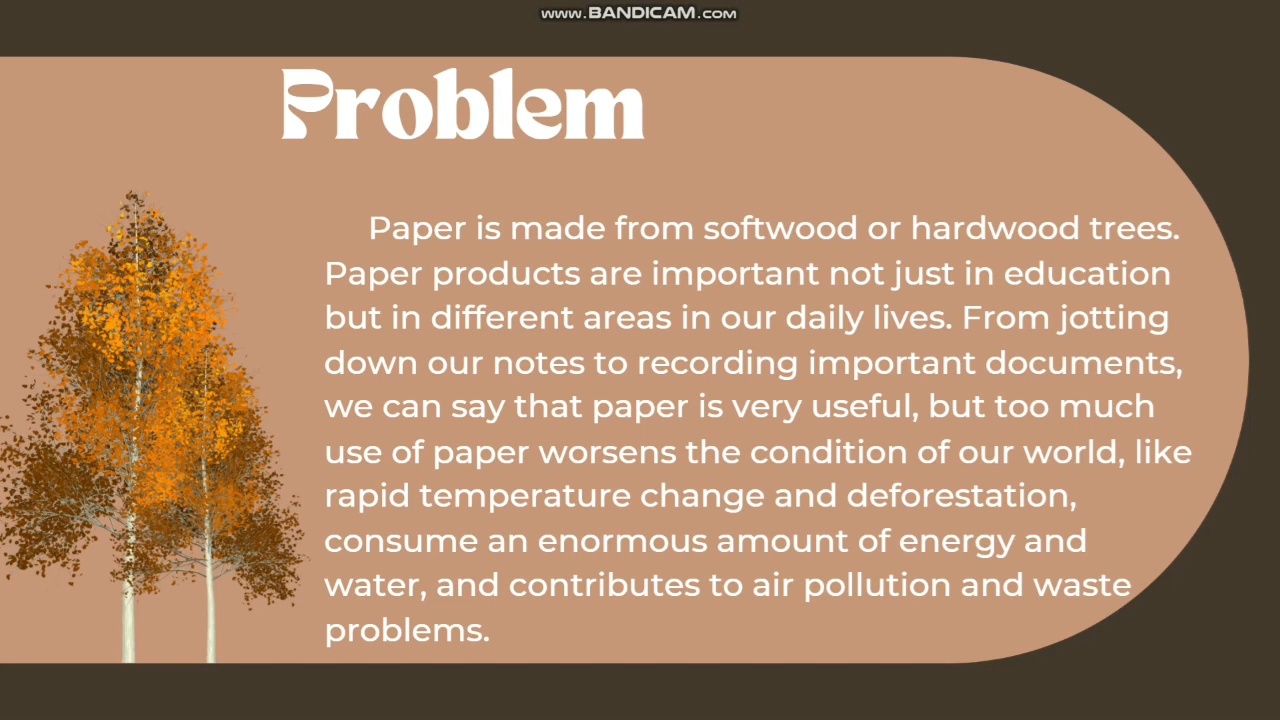 www.BANDICAM.com
Problem
Paper is made from softwood or hardwood trees.
Paper products are important not just in education
but in different areas in our daily lives. From jotting
down our notes to recording important documents,
we can say that paper is very useful, but too much
use of paper worsens the condition of our world, like
rapid temperature change and deforestation,
consume an enormous amount of energy and
water, and contributes to air pollution and waste
problems.